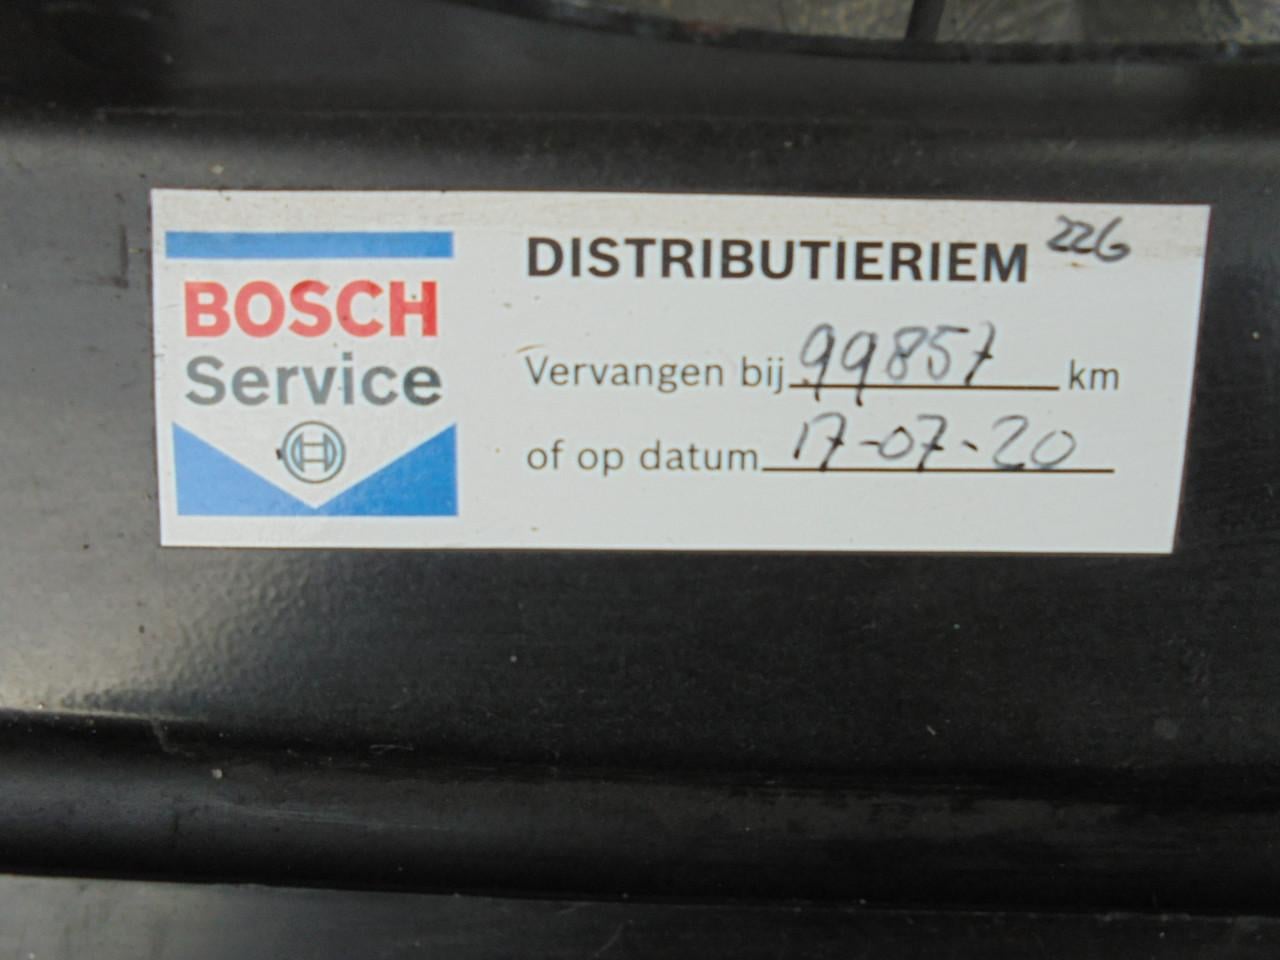 BOSCH
Service
DISTRIBUTIERIEM 226
Vervangen bij 99857 km
of op datum 17-07-20